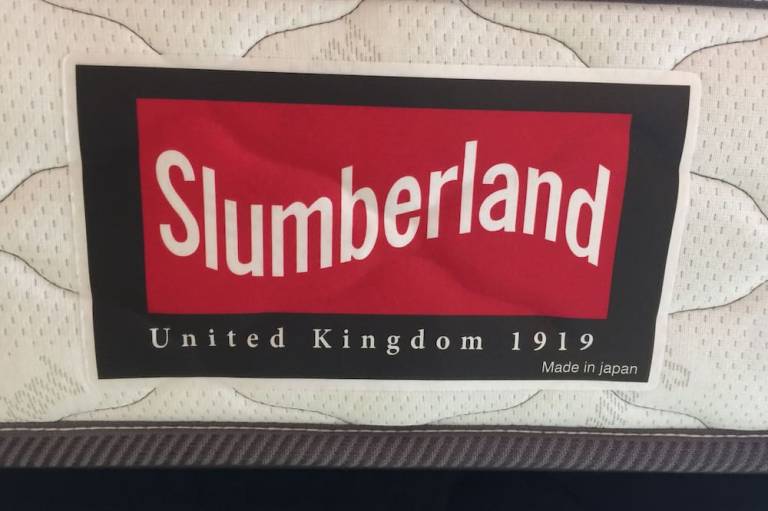 Slumberland
United Kingdom 1919
Made in japan